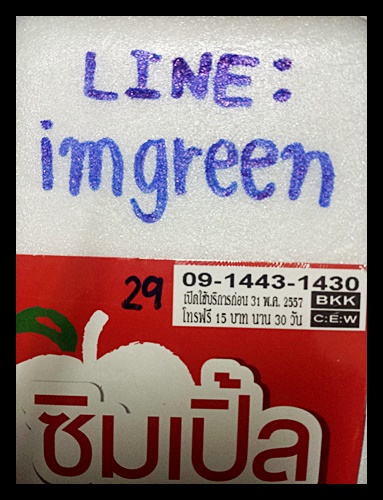 LINE:
imgreen
29
09-1443-1430
เปิดใช้บริการก่อน 31 พ.ค. 2557 BKK
โทรฟรี 15 บาท นาน 30 วัน C:E:W
ซิมเปิ้ล